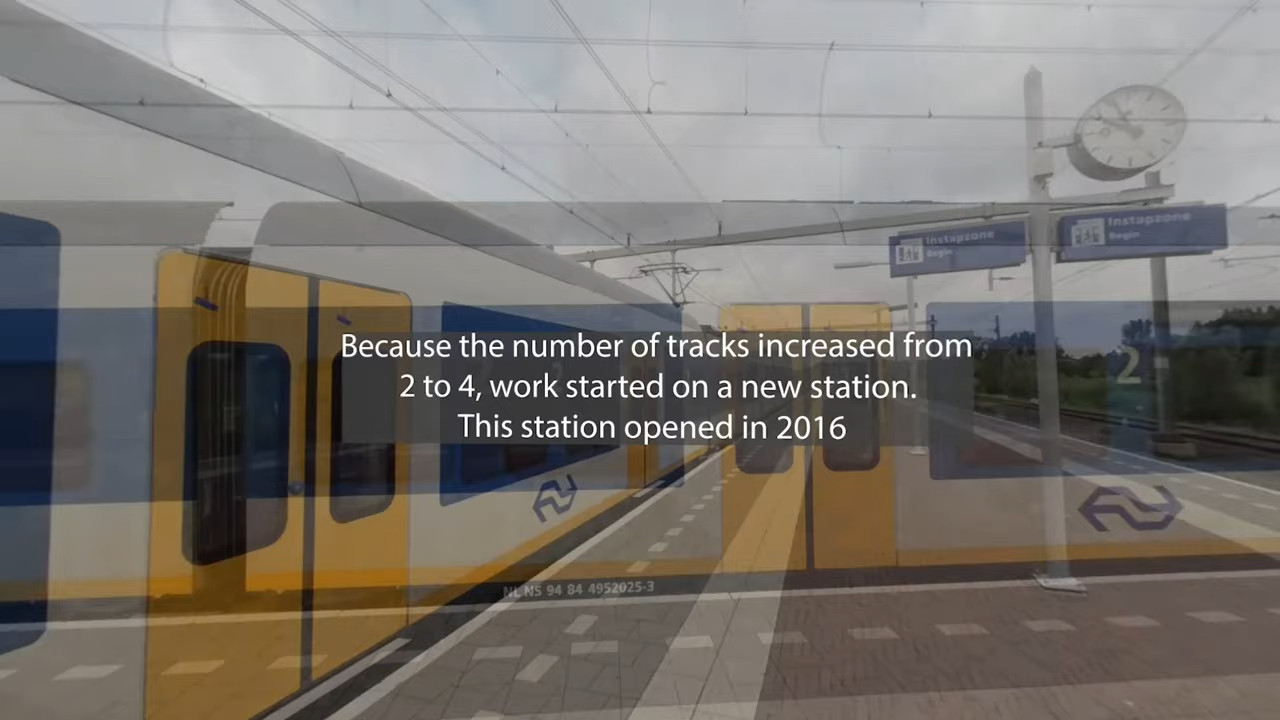 Instapzone
Begin
Instapzone
Begin
2
Because the number of tracks increased from
2 to 4, work started on a new station.
This station opened in 2016
NL NS 94 84 4952025-3